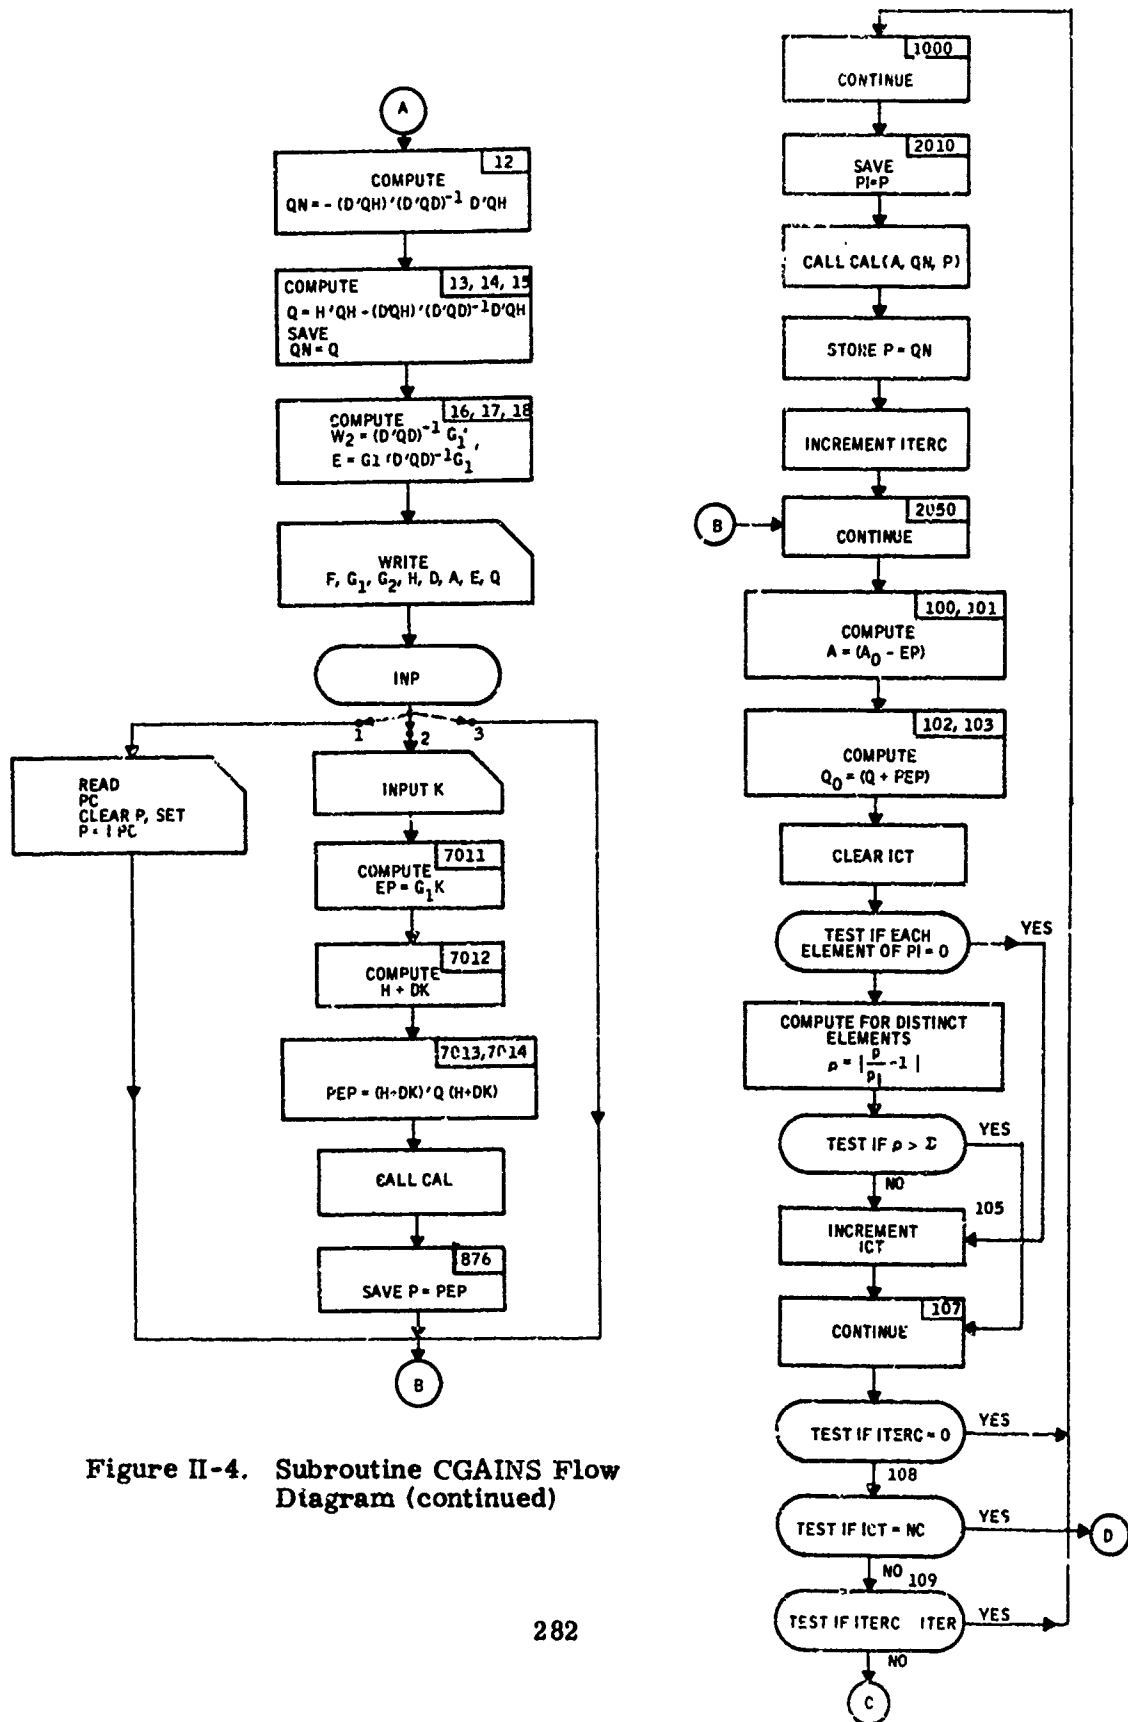 A
12
COMPUTE
QN = - (D'QH)'(D'QD)⁻¹ D'QH
13, 14, 15
COMPUTE
Q = H'QH - (D'QH)'(D'QD)⁻¹D'QH
SAVE
QN = Q
16, 17, 18
COMPUTE
W₂ = (D'QD)⁻¹ G₁',
E = G1 (D'QD)⁻¹G₁'
WRITE
F, G₁, G₂, H, D, A, E, Q
INP
1
2
3
READ
PC
CLEAR P, SET
P = I PC
INPUT K
7011
COMPUTE
EP = G₁K
7012
COMPUTE
H + DK
7013,7014
PEP = (H+DK)'Q (H+DK)
CALL CAL
876
SAVE P = PEP
B
Figure II-4. Subroutine CGAINS Flow
Diagram (continued)
282
1000
CONTINUE
2010
SAVE
PI=P
CALL CAL(A, QN, P)
STORE P = QN
INCREMENT ITERC
B
2050
CONTINUE
100, 101
COMPUTE
A = (A₀ - EP)
102, 103
COMPUTE
Q₀ = (Q + PEP)
CLEAR ICT
TEST IF EACH
ELEMENT OF PI = 0
YES
COMPUTE FOR DISTINCT
ELEMENTS
ρ = |p/p₁ -1|
TEST IF ρ > Σ
YES
NO
105
INCREMENT
ICT
107
CONTINUE
TEST IF ITERC = 0
YES
108
TEST IF ICT = NC
YES
D
NO
109
TEST IF ITERC ITER
YES
NO
C